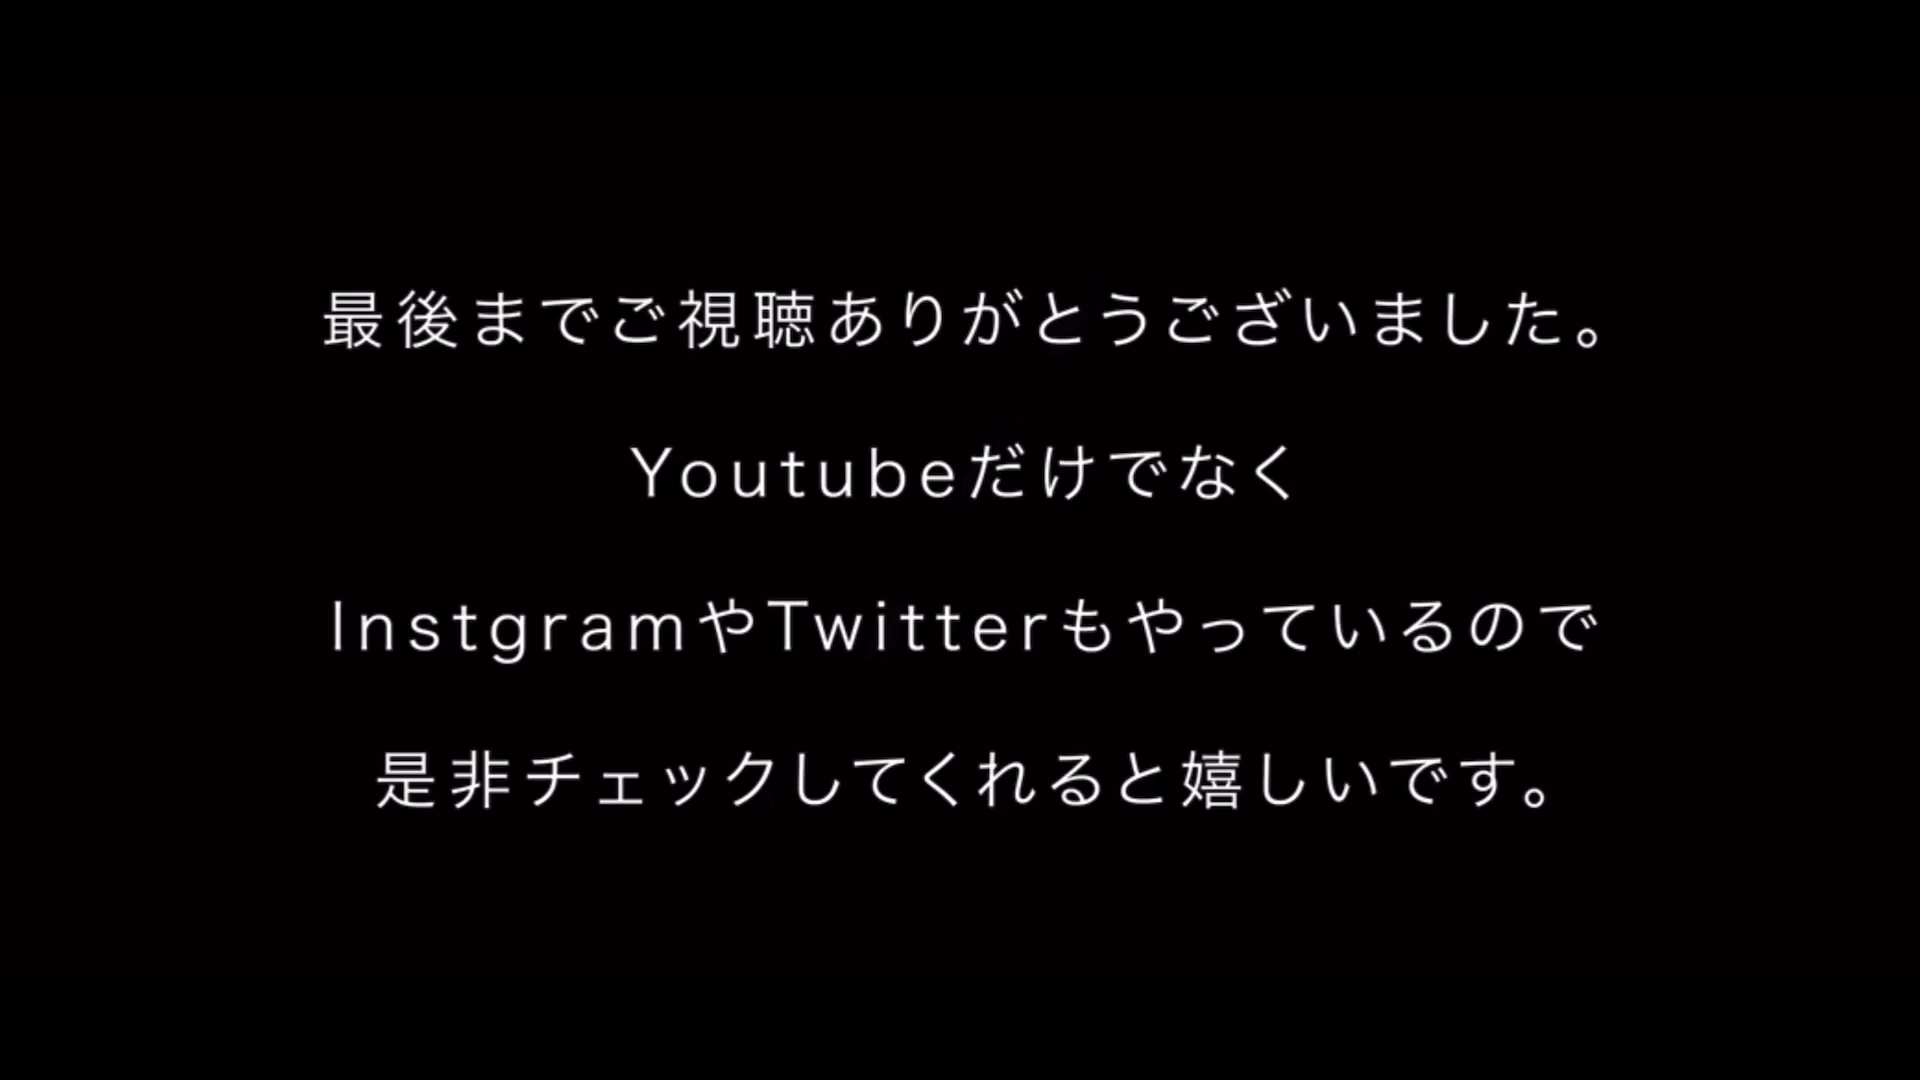 最後までご視聴ありがとうございました。
Youtubeだけでなく
InstgramやTwitterもやっているので
是非チェックしてくれると嬉しいです。